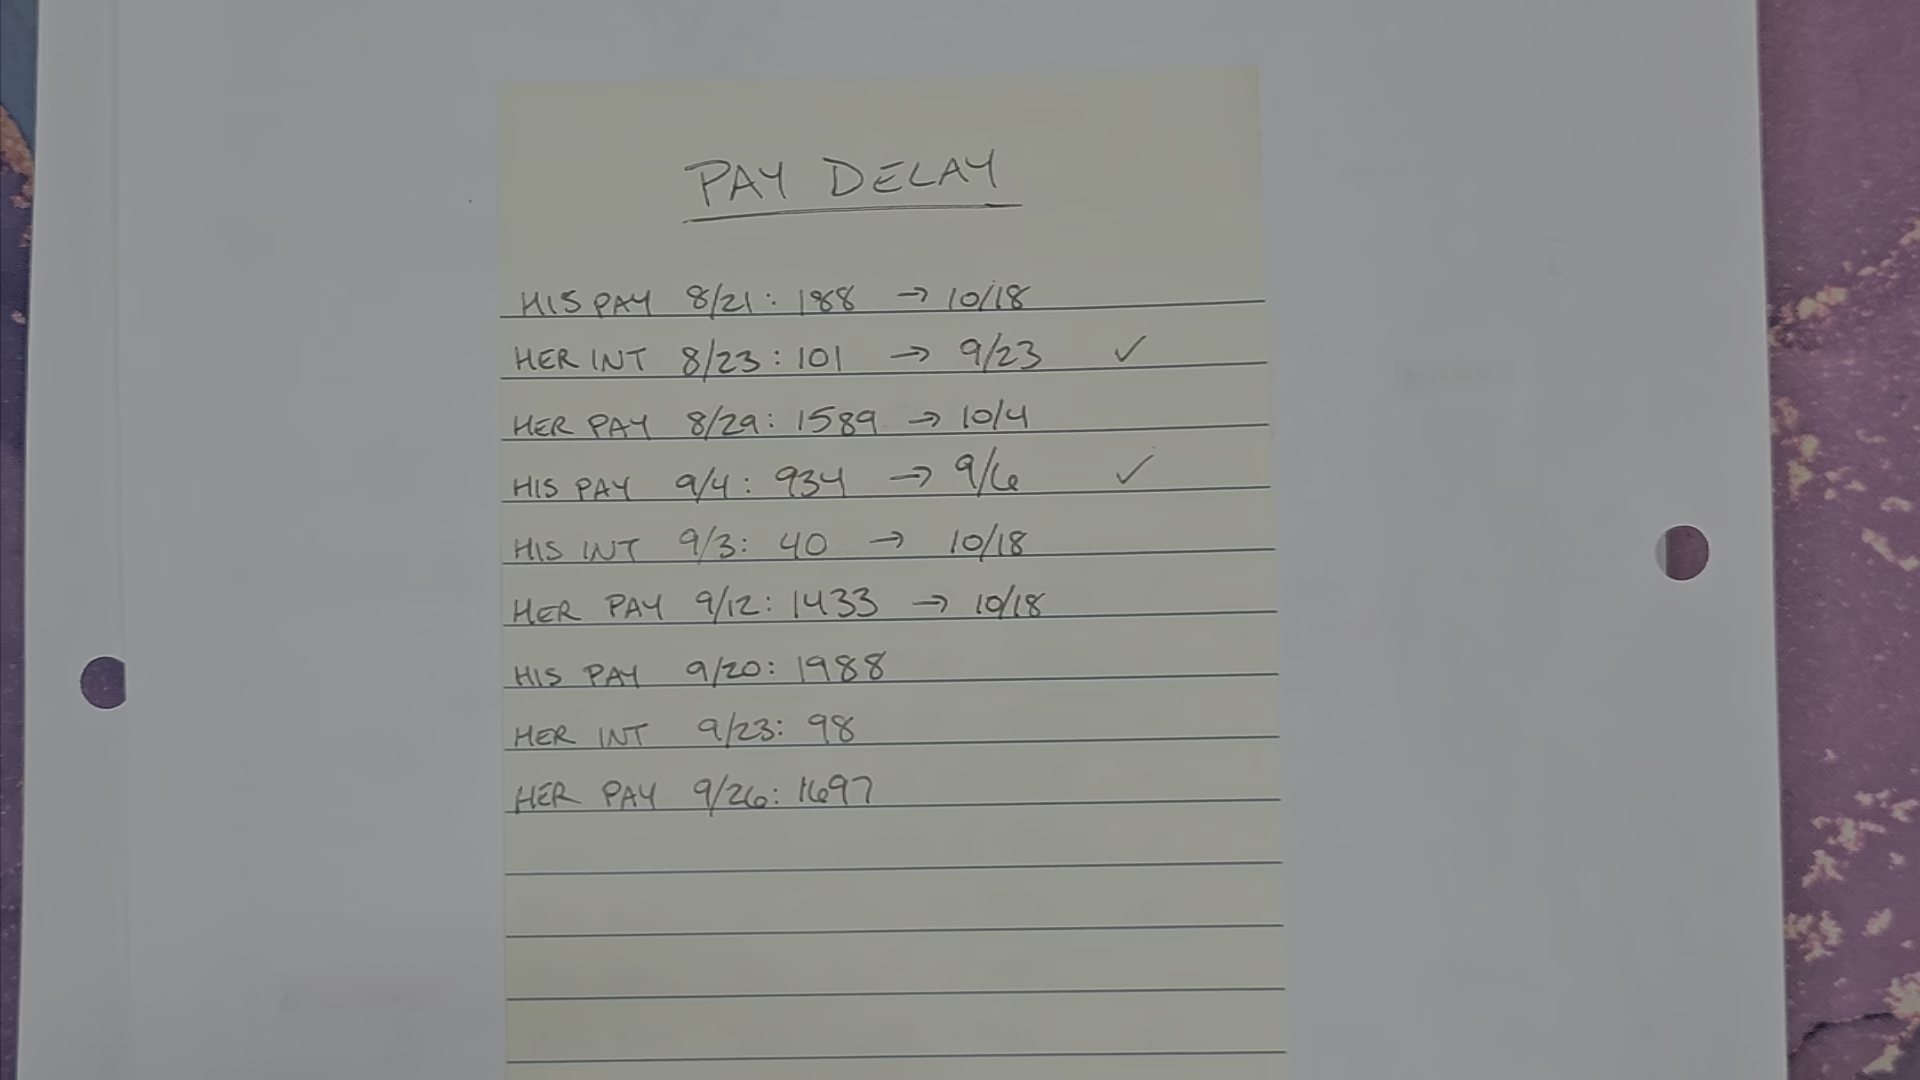 PAY DELAY
HIS PAY 8/21: 188 → 10/18
HER INT 8/23: 101 → 9/23 ✓
HER PAY 8/29: 1589 → 10/4
HIS PAY 9/4: 934 → 9/6 ✓
HIS INT 9/3: 40 → 10/18
HER PAY 9/12: 1433 → 10/18
HIS PAY 9/20: 1988
HER INT 9/23: 98
HER PAY 9/26: 1697